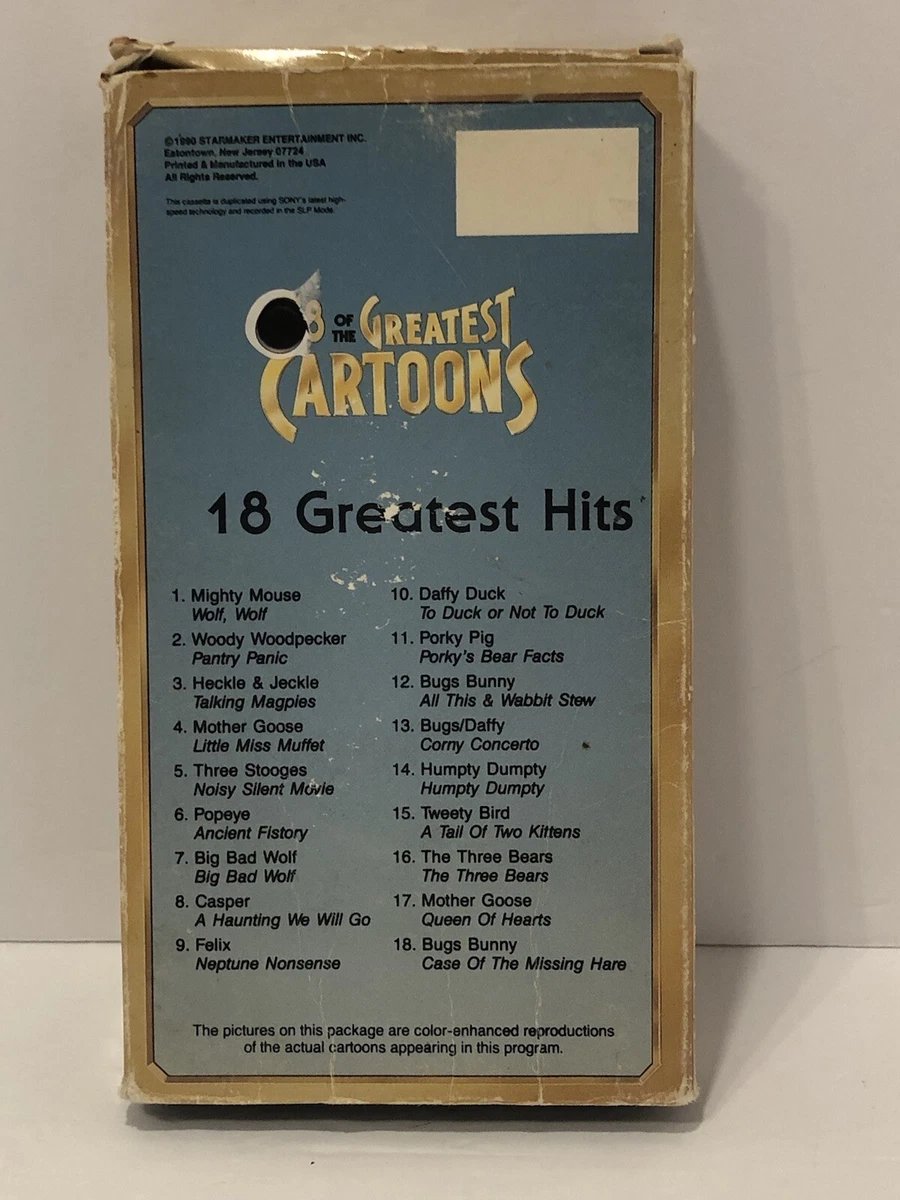 ©1990 STARMAKER ENTERTAINMENT INC.
Eatontown, New Jersey 07724
Printed & Manufactured in the USA
All Rights Reserved.
This cassette is duplicated using SONY's latest high-
speed technology and recorded in the SLP Mode.
8 OF THE GREATEST
CARTOONS
18 Greatest Hits
1. Mighty Mouse
Wolf, Wolf
2. Woody Woodpecker
Pantry Panic
3. Heckle & Jeckle
Talking Magpies
4. Mother Goose
Little Miss Muffet
5. Three Stooges
Noisy Silent Movie
6. Popeye
Ancient Fistory
7. Big Bad Wolf
Big Bad Wolf
8. Casper
A Haunting We Will Go
9. Felix
Neptune Nonsense
10. Daffy Duck
To Duck or Not To Duck
11. Porky Pig
Porky's Bear Facts
12. Bugs Bunny
All This & Wabbit Stew
13. Bugs/Daffy
Corny Concerto
14. Humpty Dumpty
Humpty Dumpty
15. Tweety Bird
A Tail Of Two Kittens
16. The Three Bears
The Three Bears
17. Mother Goose
Queen Of Hearts
18. Bugs Bunny
Case Of The Missing Hare
The pictures on this package are color-enhanced reproductions
of the actual cartoons appearing in this program.